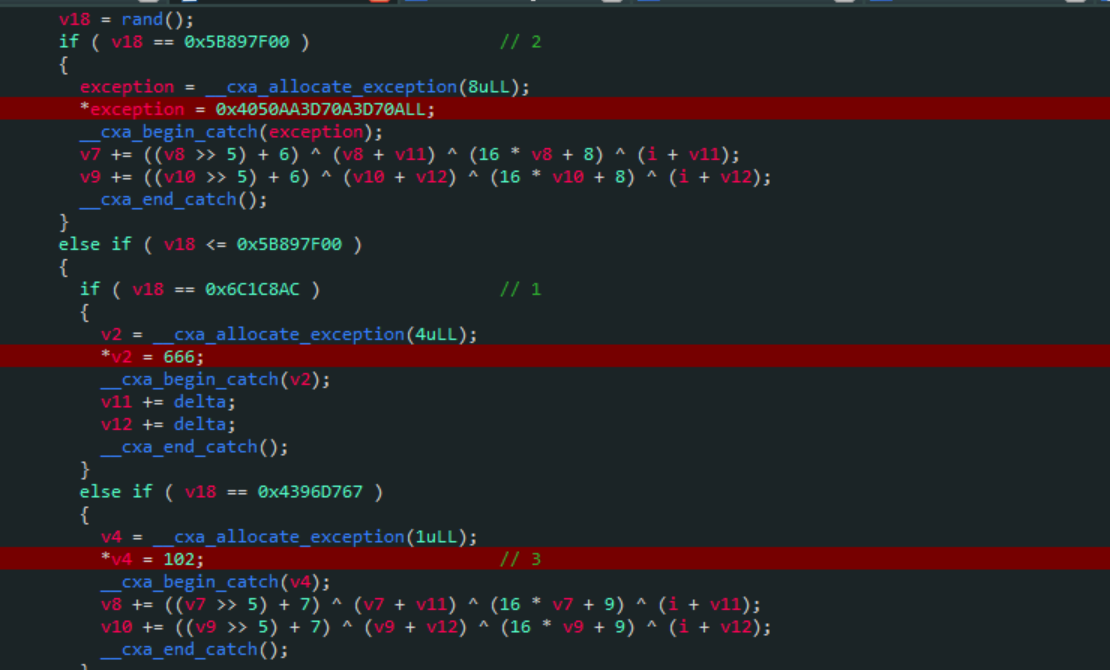 v18 = rand();
if ( v18 == 0x5B897F00 ) // 2
{
exception = __cxa_allocate_exception(8uLL);
*exception = 0x4050AA3D70A3D70ALL;
__cxa_begin_catch(exception);
v7 += ((v8 >> 5) + 6) ^ (v8 + v11) ^ (16 * v8 + 8) ^ (i + v11);
v9 += ((v10 >> 5) + 6) ^ (v10 + v12) ^ (16 * v10 + 8) ^ (i + v12);
__cxa_end_catch();
}
else if ( v18 <= 0x5B897F00 )
{
if ( v18 == 0x6C1C8AC ) // 1
{
v2 = __cxa_allocate_exception(4uLL);
*v2 = 666;
__cxa_begin_catch(v2);
v11 += delta;
v12 += delta;
__cxa_end_catch();
}
else if ( v18 == 0x4396D767 )
{
v4 = __cxa_allocate_exception(1uLL);
*v4 = 102; // 3
__cxa_begin_catch(v4);
v8 += ((v7 >> 5) + 7) ^ (v7 + v11) ^ (16 * v7 + 9) ^ (i + v11);
v10 += ((v9 >> 5) + 7) ^ (v9 + v12) ^ (16 * v9 + 9) ^ (i + v12);
__cxa_end_catch();
}